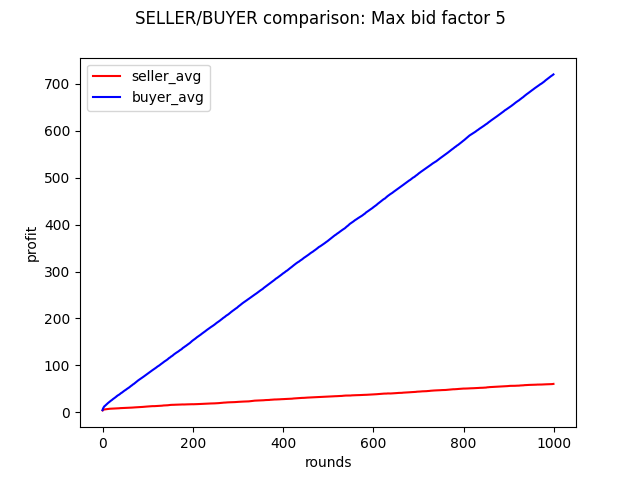 SELLER/BUYER comparison: Max bid factor 5
seller_avg
buyer_avg
profit
700
600
500
400
300
200
100
0
0 200 400 600 800 1000
rounds